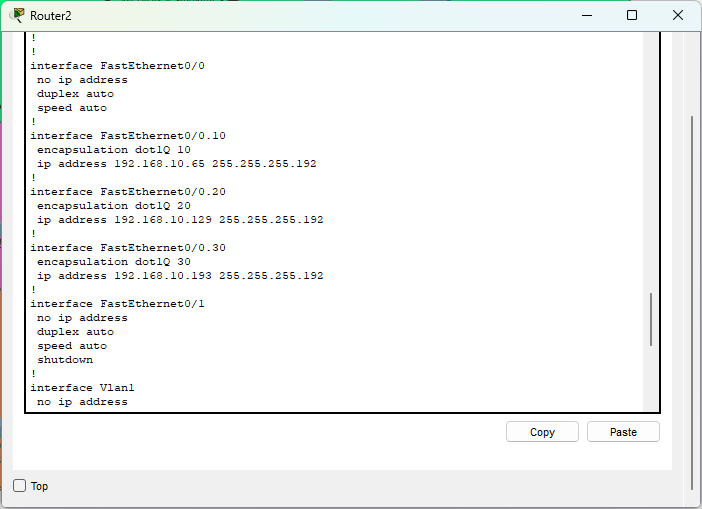 Router2
!
!
interface FastEthernet0/0
 no ip address
 duplex auto
 speed auto
!
interface FastEthernet0/0.10
 encapsulation dot1Q 10
 ip address 192.168.10.65 255.255.255.192
!
interface FastEthernet0/0.20
 encapsulation dot1Q 20
 ip address 192.168.10.129 255.255.255.192
!
interface FastEthernet0/0.30
 encapsulation dot1Q 30
 ip address 192.168.10.193 255.255.255.192
!
interface FastEthernet0/1
 no ip address
 duplex auto
 speed auto
 shutdown
!
interface Vlan1
 no ip address
Copy
Paste
Top